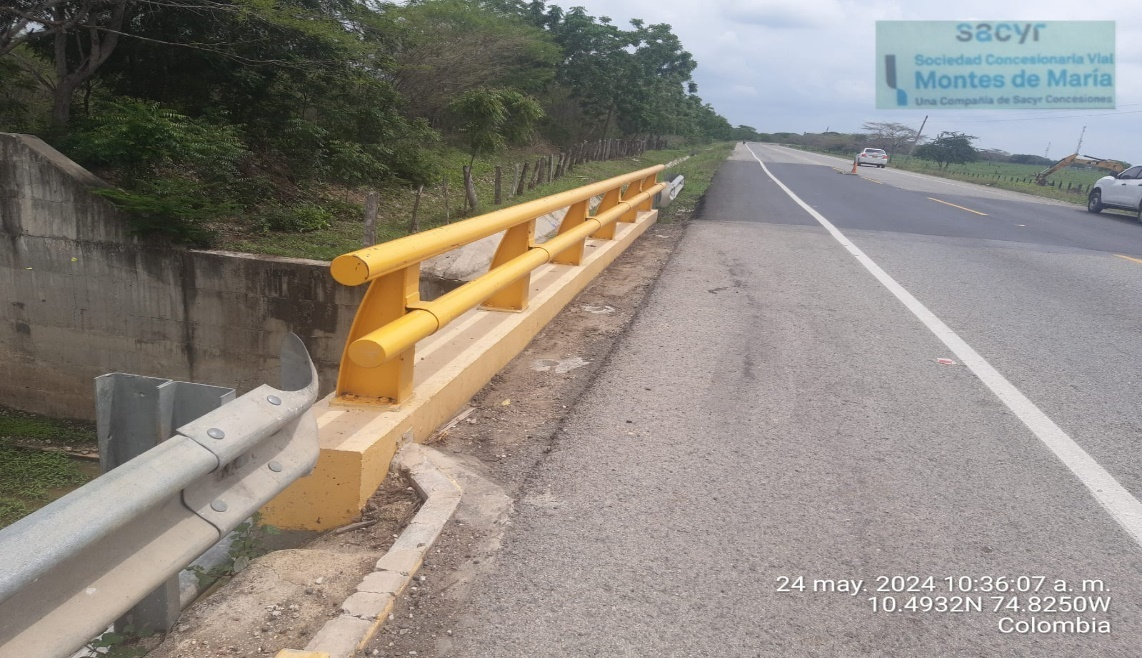 sacyr
Sociedad Concesionaria Vial
Montes de María
Una Compañía de Sacyr Concesiones
24 may. 2024 10:36:07 a. m.
10.4932N 74.8250W
Colombia